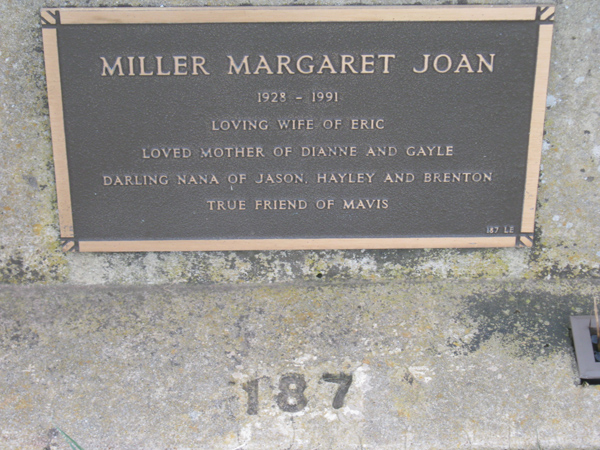 MILLER MARGARET JOAN
1928 - 1991
LOVING WIFE OF ERIC
LOVED MOTHER OF DIANNE AND GAYLE
DARLING NANA OF JASON, HAYLEY AND BRENTON
TRUE FRIEND OF MAVIS
187 LE
187